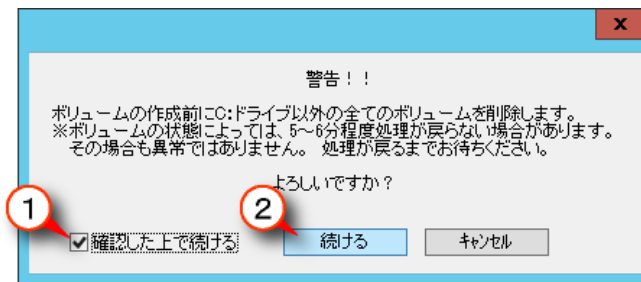 x
警告！！
ボリュームの作成前にC:ドライブ以外の全てのボリュームを削除します。
※ボリュームの状態によっては、5～6分程度処理が戻らない場合があります。
その場合も異常ではありません。 処理が戻るまでお待ちください。
よろしいですか？
1 2
確認した上で続ける 続ける キャンセル